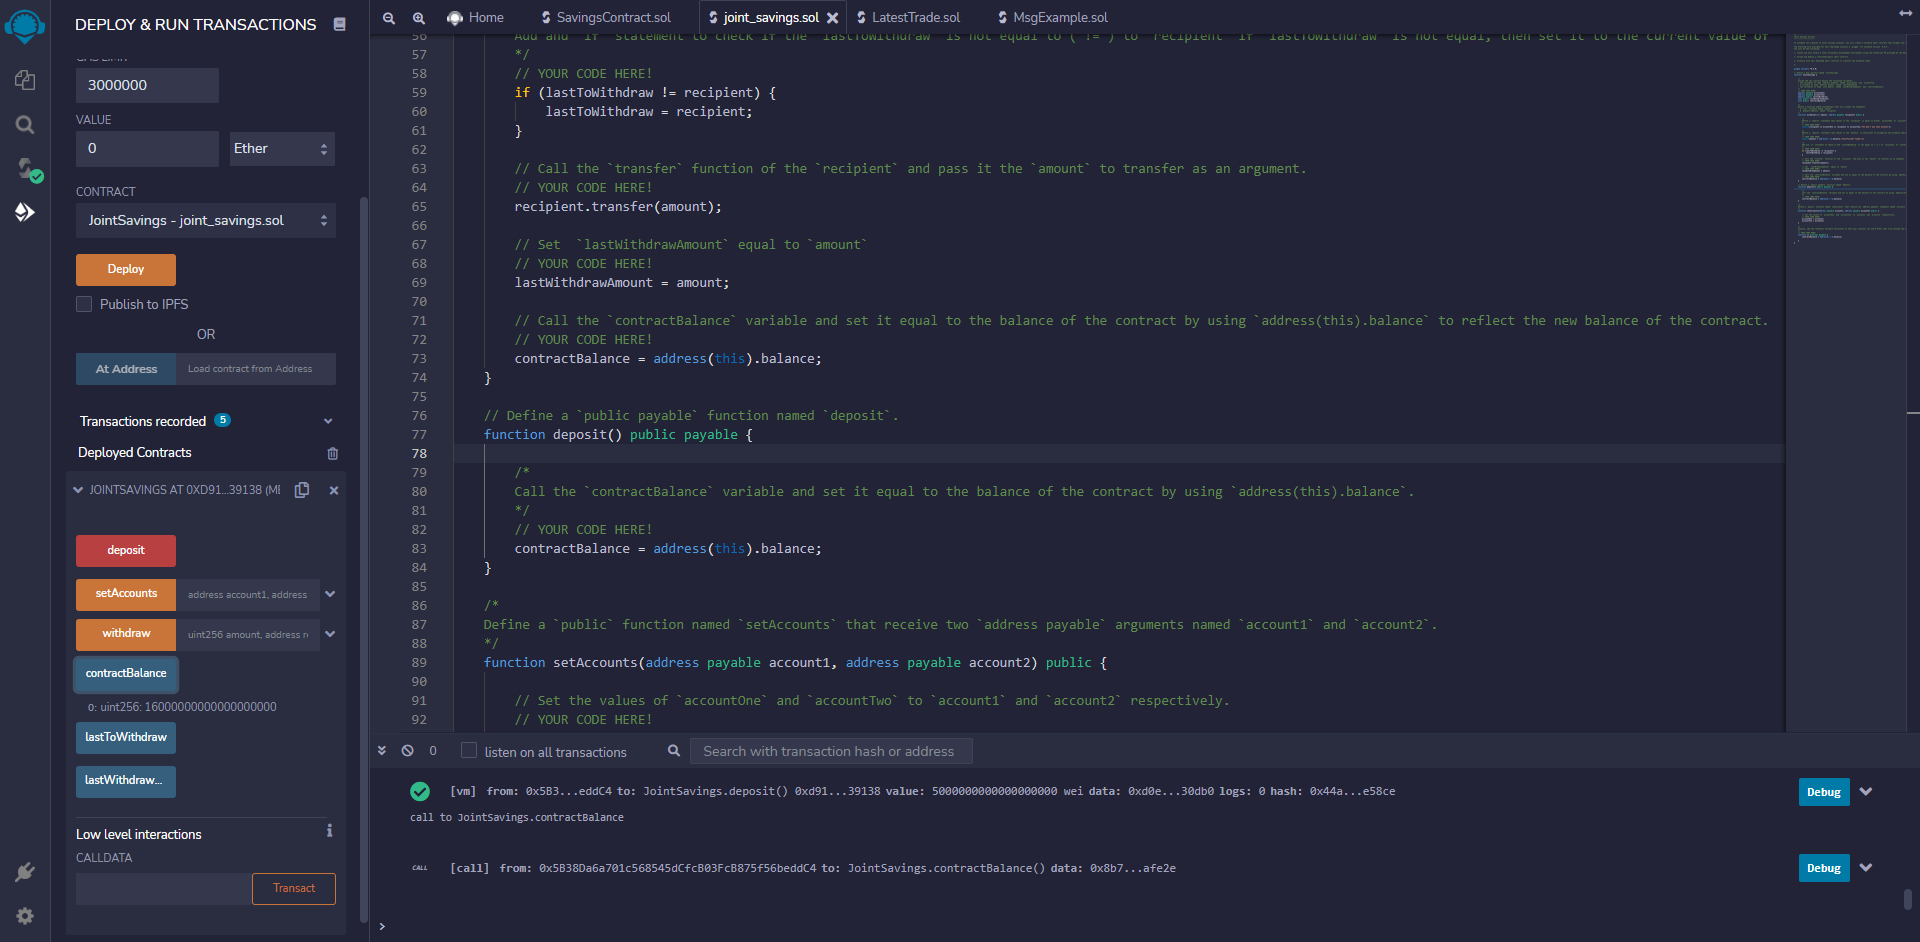 DEPLOY & RUN TRANSACTIONS
GAS LIMIT
3000000
VALUE
0
Ether
CONTRACT
JointSavings - joint_savings.sol
Deploy
Publish to IPFS
OR
At Address
Load contract from Address
Transactions recorded 5
Deployed Contracts
JOINTSAVINGS AT 0XD91...39138 (ME
deposit
setAccounts
address account1, address
withdraw
uint256 amount, address r
contractBalance
0: uint256: 16000000000000000000
lastToWithdraw
lastWithdraw...
Low level interactions
i
CALLDATA
Transact
Home
SavingsContract.sol
joint_savings.sol
LatestTrade.sol
MsgExample.sol
56 Add and `if` statement to check if the `lastToWithdraw` is not equal to (`!=`) to `recipient` If `lastToWithdraw` is not equal, then set it to the current value of
57 */
58 // YOUR CODE HERE!
59 if (lastToWithdraw != recipient) {
60 lastToWithdraw = recipient;
61 }
62
63 // Call the `transfer` function of the `recipient` and pass it the `amount` to transfer as an argument.
64 // YOUR CODE HERE!
65 recipient.transfer(amount);
66
67 // Set  `lastWithdrawAmount` equal to `amount`
68 // YOUR CODE HERE!
69 lastWithdrawAmount = amount;
70
71 // Call the `contractBalance` variable and set it equal to the balance of the contract by using `address(this).balance` to reflect the new balance of the contract.
72 // YOUR CODE HERE!
73 contractBalance = address(this).balance;
74 }
75
76 // Define a `public payable` function named `deposit`.
77 function deposit() public payable {
78
79 /*
80 Call the `contractBalance` variable and set it equal to the balance of the contract by using `address(this).balance`.
81 */
82 // YOUR CODE HERE!
83 contractBalance = address(this).balance;
84 }
85
86 /*
87 Define a `public` function named `setAccounts` that receive two `address payable` arguments named `account1` and `account2`.
88 */
89 function setAccounts(address payable account1, address payable account2) public {
90
91 // Set the values of `accountOne` and `accountTwo` to `account1` and `account2` respectively.
92 // YOUR CODE HERE!
0
listen on all transactions
Search with transaction hash or address
[vm] from: 0x5B3...eddC4 to: JointSavings.deposit() 0xd91...39138 value: 5000000000000000000 wei data: 0xd0e...30db0 logs: 0 hash: 0x44a...e58ce
Debug
call to JointSavings.contractBalance
CALL [call] from: 0x5B38Da6a701c568545dCfcB03FcB875f56beddC4 to: JointSavings.contractBalance() data: 0x8b7...afe2e
Debug
>